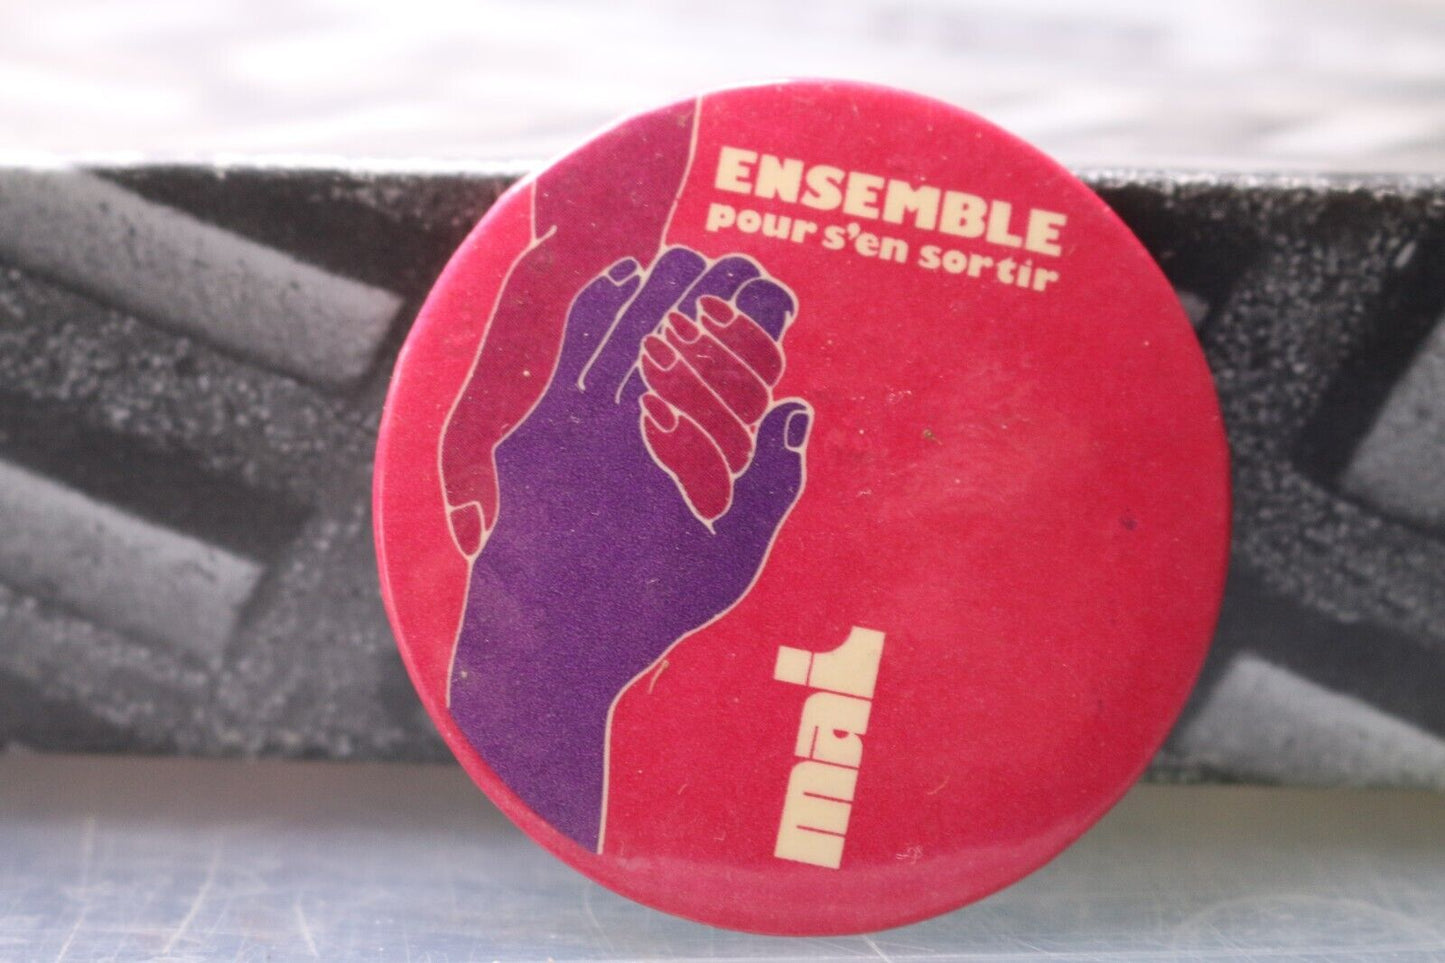 ENSEMBLE
pour s'en sortir
1 mai